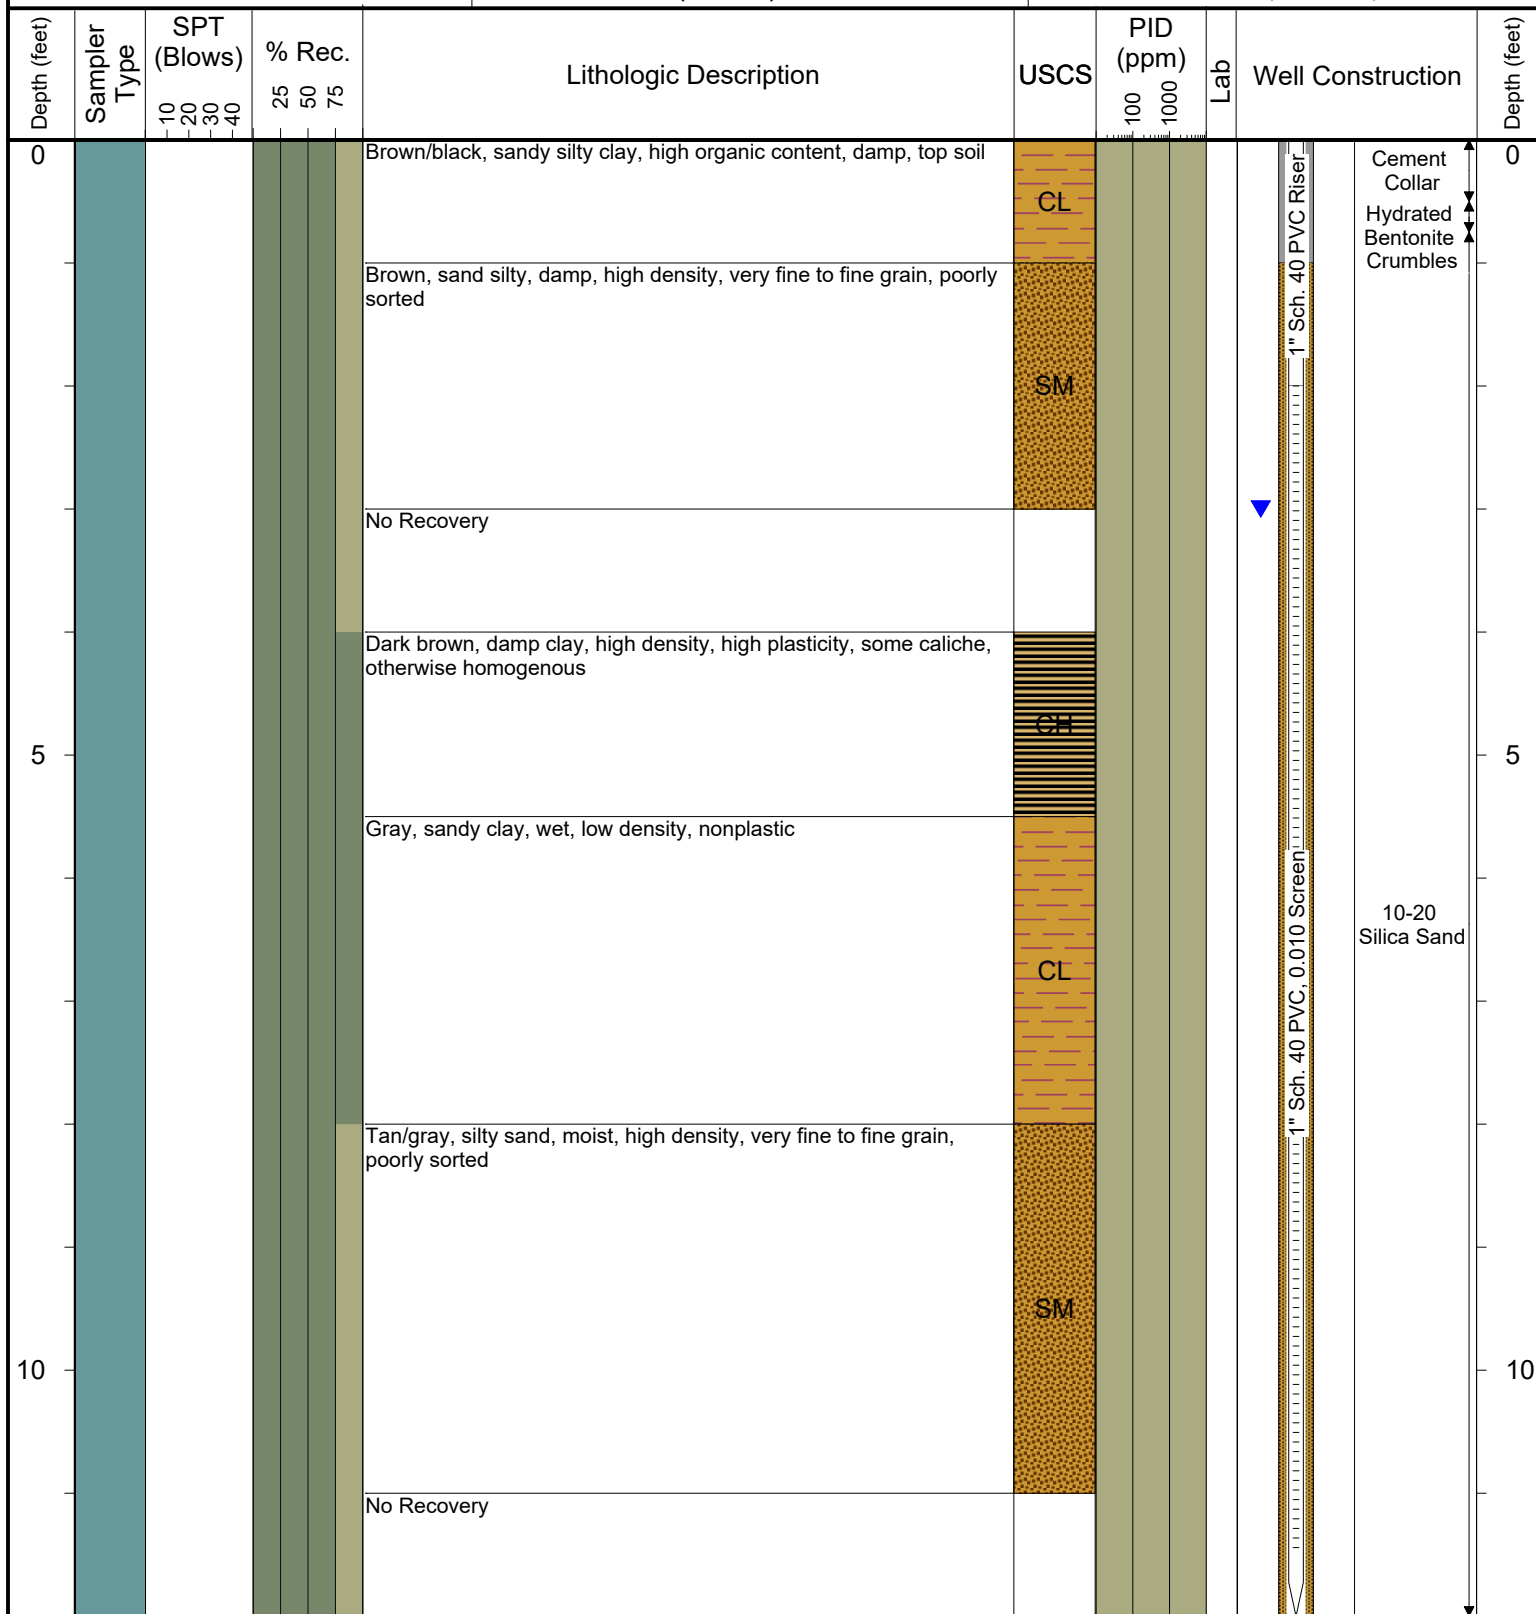 Depth (feet)
Sampler
Type
SPT
(Blows)
10
20
30
40
% Rec.
25
50
75
Lithologic Description
USCS
PID
(ppm)
100
1000
Lab
Well Construction
Depth (feet)
0
Brown/black, sandy silty clay, high organic content, damp, top soil
CL
1" Sch. 40 PVC Riser
Cement
Collar
Hydrated
Bentonite
Crumbles
0
Brown, sand silty, damp, high density, very fine to fine grain, poorly
sorted
SM
No Recovery
Dark brown, damp clay, high density, high plasticity, some caliche,
otherwise homogenous
CH
5
5
Gray, sandy clay, wet, low density, nonplastic
CL
1" Sch. 40 PVC, 0.010 Screen
10-20
Silica Sand
Tan/gray, silty sand, moist, high density, very fine to fine grain,
poorly sorted
SM
10
10
No Recovery